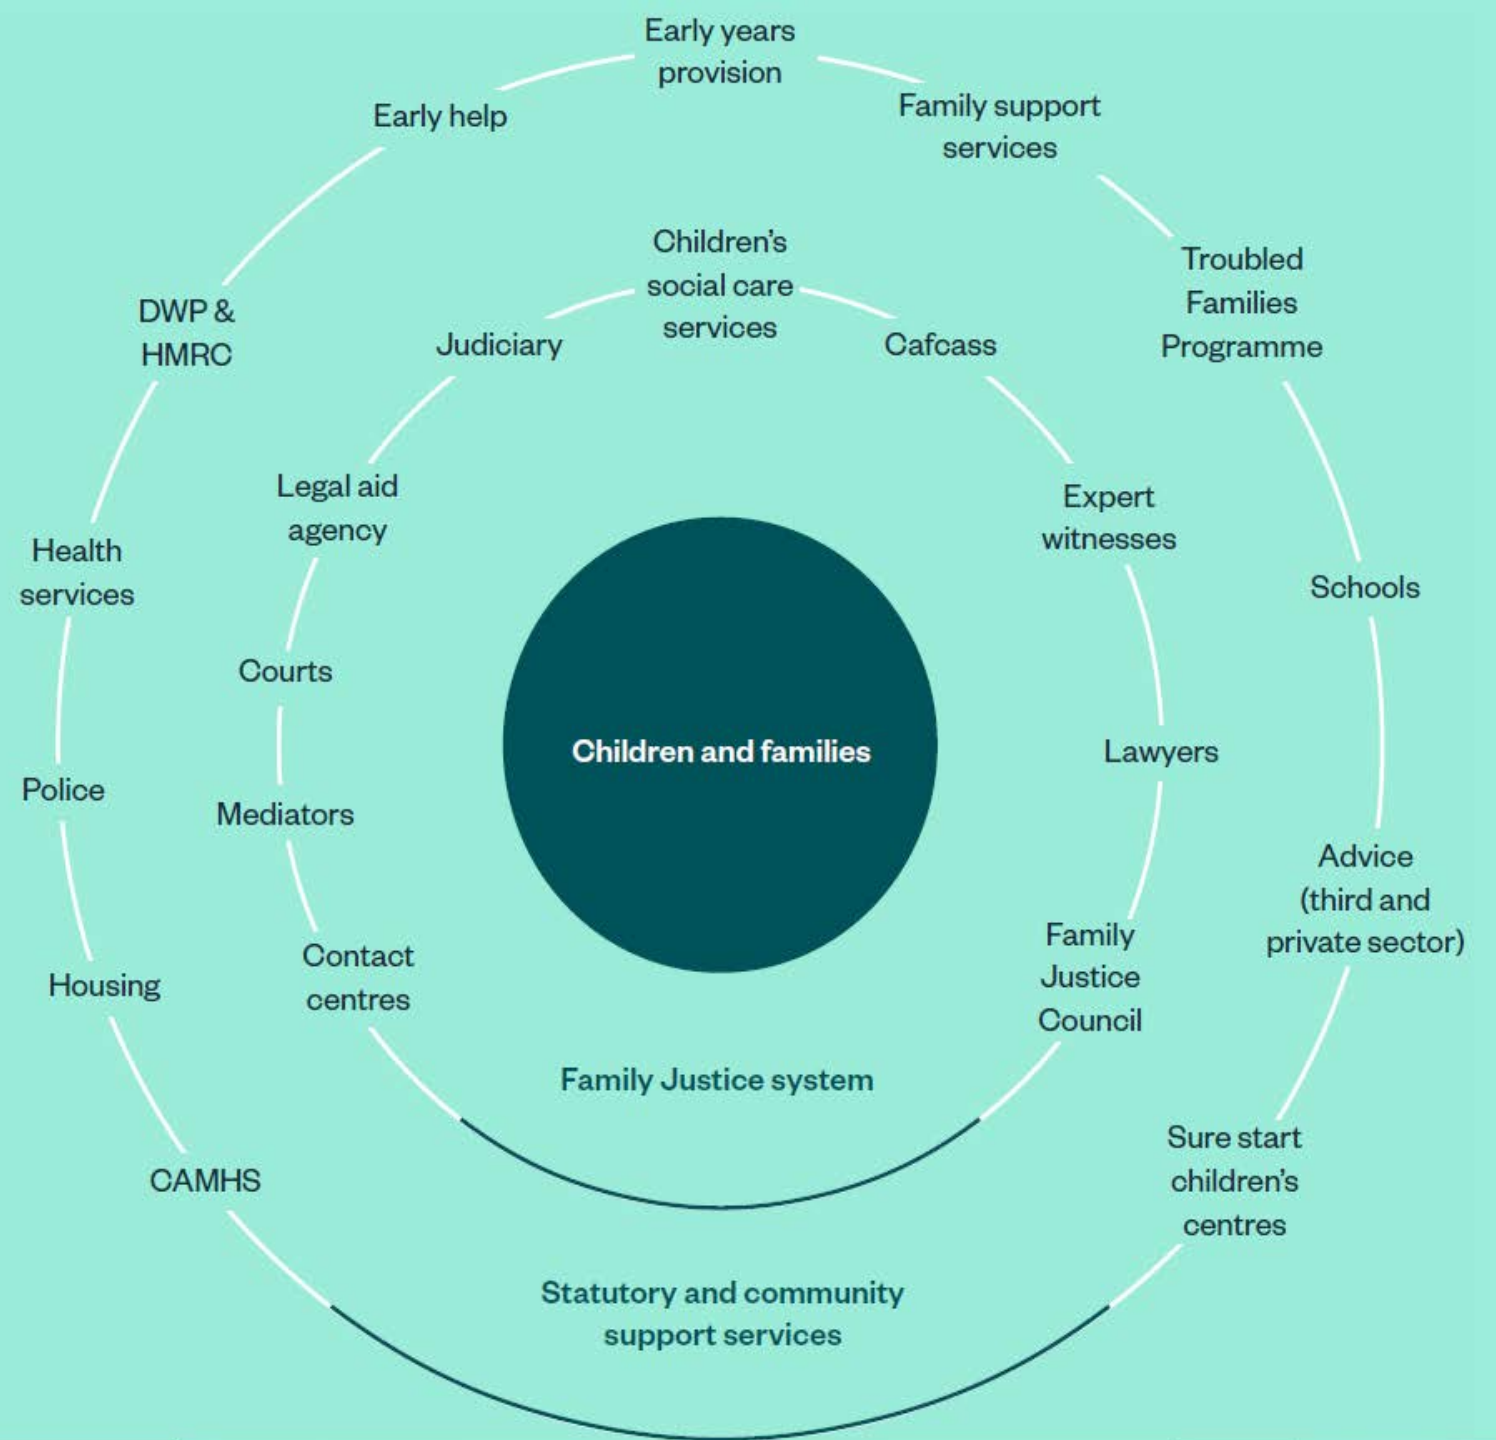 Early years
provision
Early help
Family support
services
Children’s
social care
services
Troubled
Families
Programme
DWP &
HMRC
Judiciary
Cafcass
Legal aid
agency
Expert
witnesses
Health
services
Schools
Courts
Children and families
Lawyers
Police
Mediators
Advice
(third and
private sector)
Family
Justice
Council
Contact
centres
Housing
Family Justice system
Sure start
children’s
centres
CAMHS
Statutory and community
support services